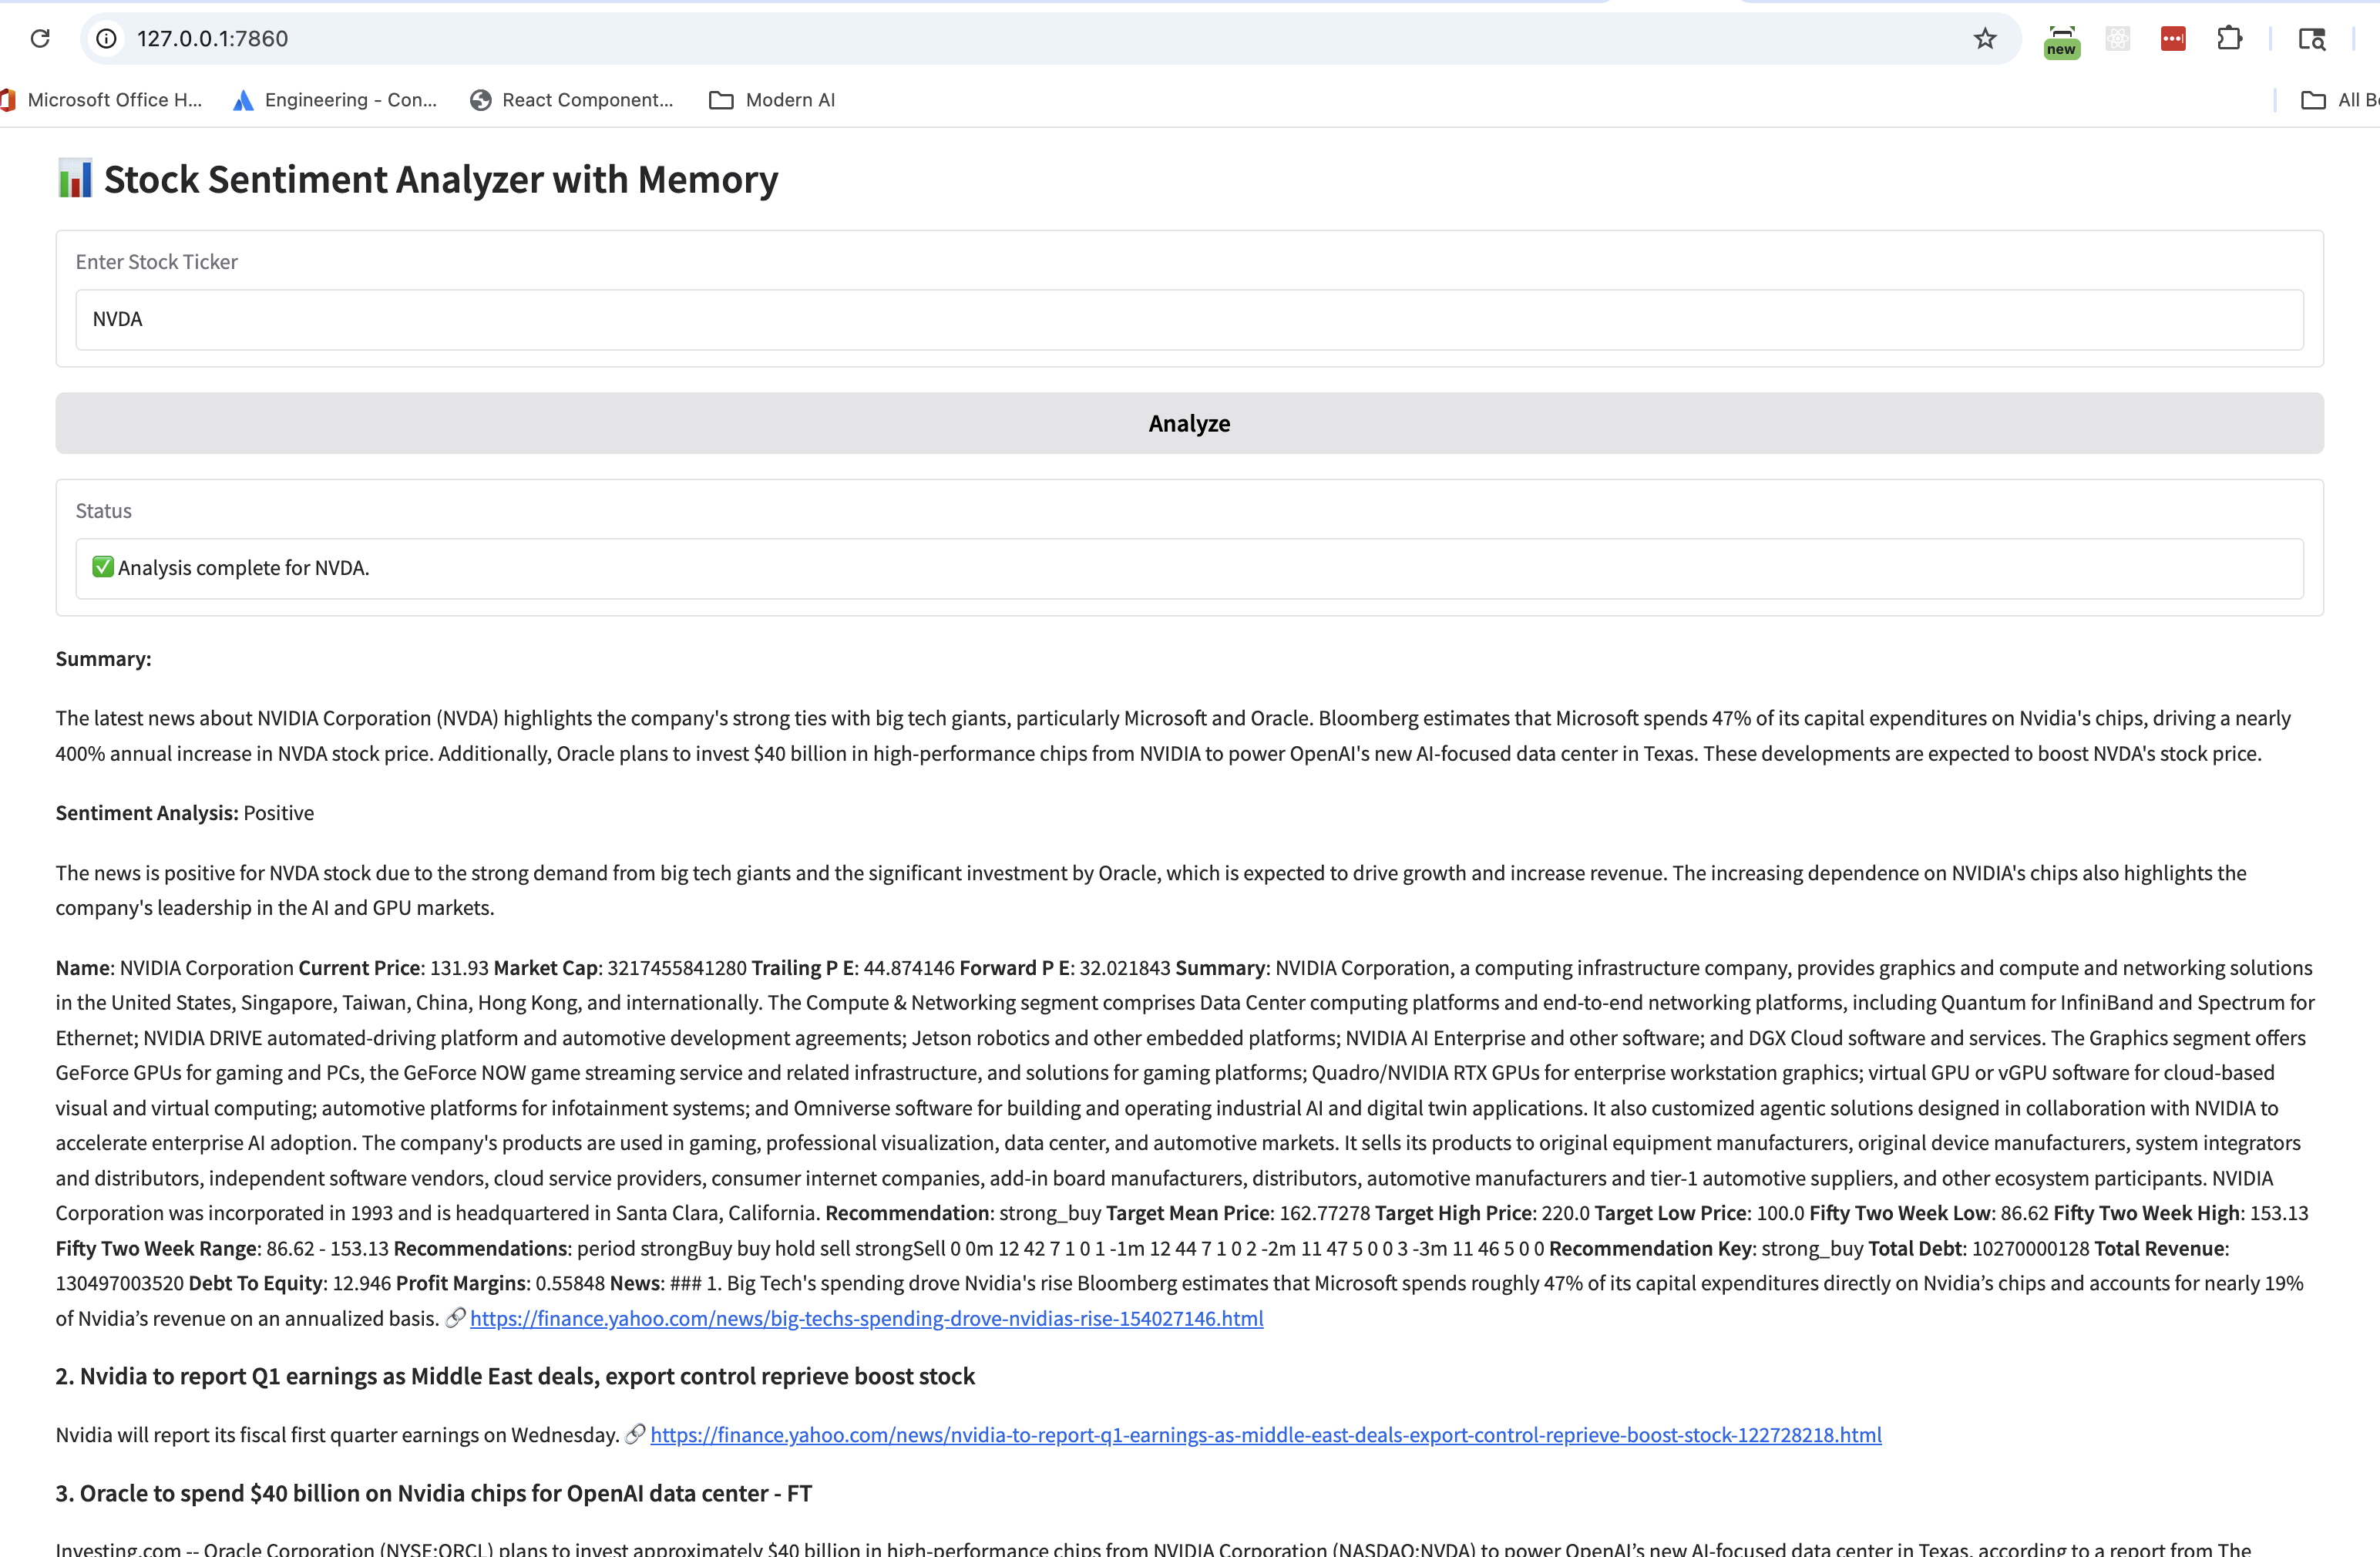 127.0.0.1:7860
new
Microsoft Office H...
Engineering - Con...
React Component...
Modern AI
All B
Stock Sentiment Analyzer with Memory
Enter Stock Ticker
NVDA
Analyze
Status
Analysis complete for NVDA.
Summary:
The latest news about NVIDIA Corporation (NVDA) highlights the company's strong ties with big tech giants, particularly Microsoft and Oracle. Bloomberg estimates that Microsoft spends 47% of its capital expenditures on Nvidia's chips, driving a nearly
400% annual increase in NVDA stock price. Additionally, Oracle plans to invest $40 billion in high-performance chips from NVIDIA to power OpenAI's new AI-focused data center in Texas. These developments are expected to boost NVDA's stock price.
Sentiment Analysis: Positive
The news is positive for NVDA stock due to the strong demand from big tech giants and the significant investment by Oracle, which is expected to drive growth and increase revenue. The increasing dependence on NVIDIA's chips also highlights the
company's leadership in the AI and GPU markets.
Name: NVIDIA Corporation Current Price: 131.93 Market Cap: 3217455841280 Trailing P E: 44.874146 Forward P E: 32.021843 Summary: NVIDIA Corporation, a computing infrastructure company, provides graphics and compute and networking solutions
in the United States, Singapore, Taiwan, China, Hong Kong, and internationally. The Compute & Networking segment comprises Data Center computing platforms and end-to-end networking platforms, including Quantum for InfiniBand and Spectrum for
Ethernet; NVIDIA DRIVE automated-driving platform and automotive development agreements; Jetson robotics and other embedded platforms; NVIDIA AI Enterprise and other software; and DGX Cloud software and services. The Graphics segment offers
GeForce GPUs for gaming and PCs, the GeForce NOW game streaming service and related infrastructure, and solutions for gaming platforms; Quadro/NVIDIA RTX GPUs for enterprise workstation graphics; virtual GPU or vGPU software for cloud-based
visual and virtual computing; automotive platforms for infotainment systems; and Omniverse software for building and operating industrial AI and digital twin applications. It also customized agentic solutions designed in collaboration with NVIDIA to
accelerate enterprise AI adoption. The company's products are used in gaming, professional visualization, data center, and automotive markets. It sells its products to original equipment manufacturers, original device manufacturers, system integrators
and distributors, independent software vendors, cloud service providers, consumer internet companies, add-in board manufacturers, distributors, automotive manufacturers and tier-1 automotive suppliers, and other ecosystem participants. NVIDIA
Corporation was incorporated in 1993 and is headquartered in Santa Clara, California. Recommendation: strong_buy Target Mean Price: 162.77278 Target High Price: 220.0 Target Low Price: 100.0 Fifty Two Week Low: 86.62 Fifty Two Week High: 153.13
Fifty Two Week Range: 86.62 - 153.13 Recommendations: period strongBuy buy hold sell strongSell 0 0m 12 42 7 1 0 1 -1m 12 44 7 1 0 2 -2m 11 47 5 0 0 3 -3m 11 46 5 0 0 Recommendation Key: strong_buy Total Debt: 10270000128 Total Revenue:
130497003520 Debt To Equity: 12.946 Profit Margins: 0.55848 News: ### 1. Big Tech's spending drove Nvidia's rise Bloomberg estimates that Microsoft spends roughly 47% of its capital expenditures directly on Nvidia’s chips and accounts for nearly 19%
of Nvidia’s revenue on an annualized basis. https://finance.yahoo.com/news/big-techs-spending-drove-nvidias-rise-154027146.html
2. Nvidia to report Q1 earnings as Middle East deals, export control reprieve boost stock
Nvidia will report its fiscal first quarter earnings on Wednesday. https://finance.yahoo.com/news/nvidia-to-report-q1-earnings-as-middle-east-deals-export-control-reprieve-boost-stock-122728218.html
3. Oracle to spend $40 billion on Nvidia chips for OpenAI data center - FT
Investing.com -- Oracle Corporation (NYSE:ORCL) plans to invest approximately $40 billion in high-performance chips from NVIDIA Corporation (NASDAQ:NVDA) to power OpenAI’s new AI-focused data center in Texas, according to a report from The